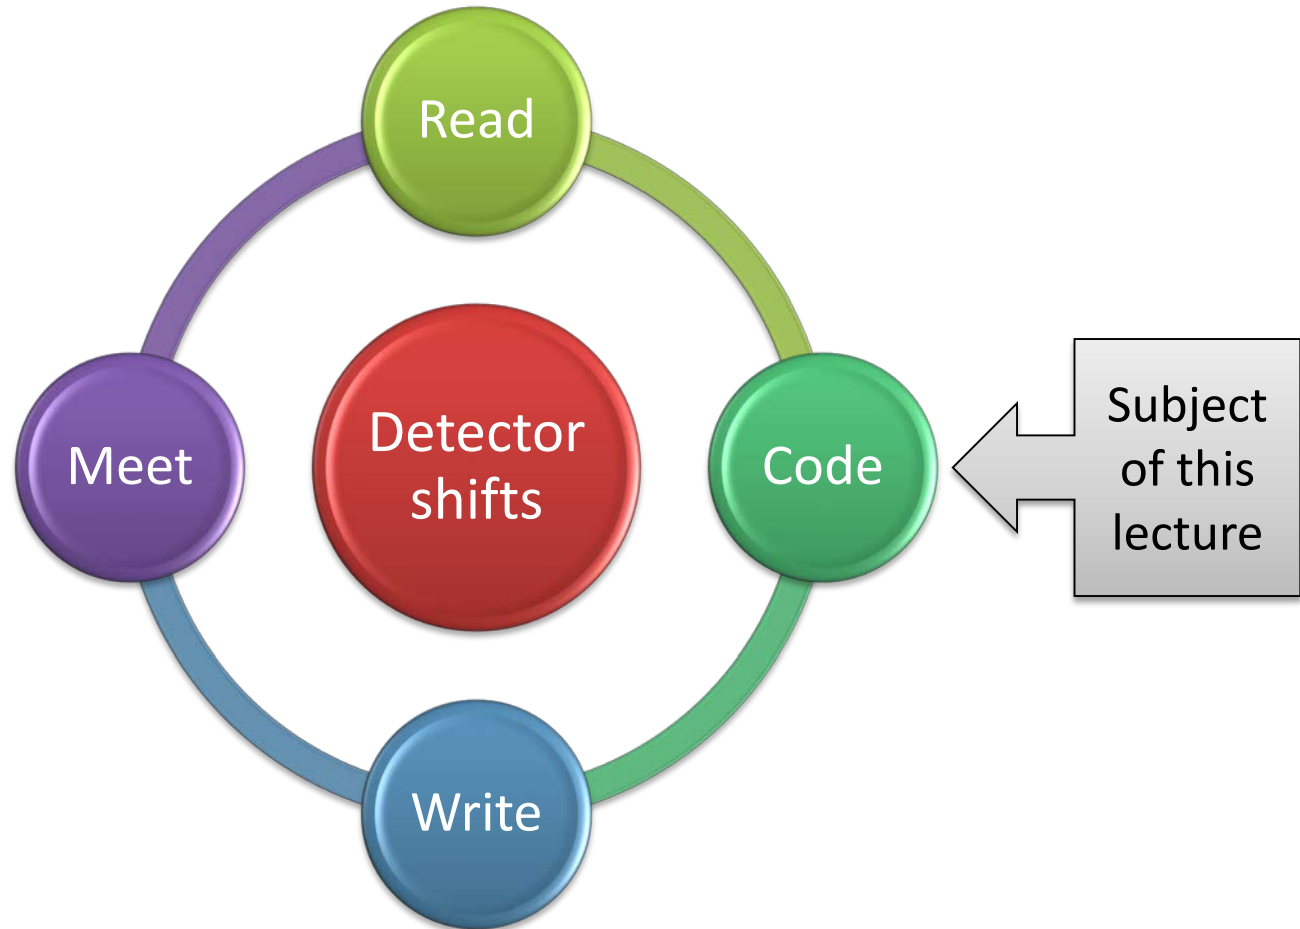 Read
Meet
Detector
shifts
Code
Subject
of this
lecture
Write